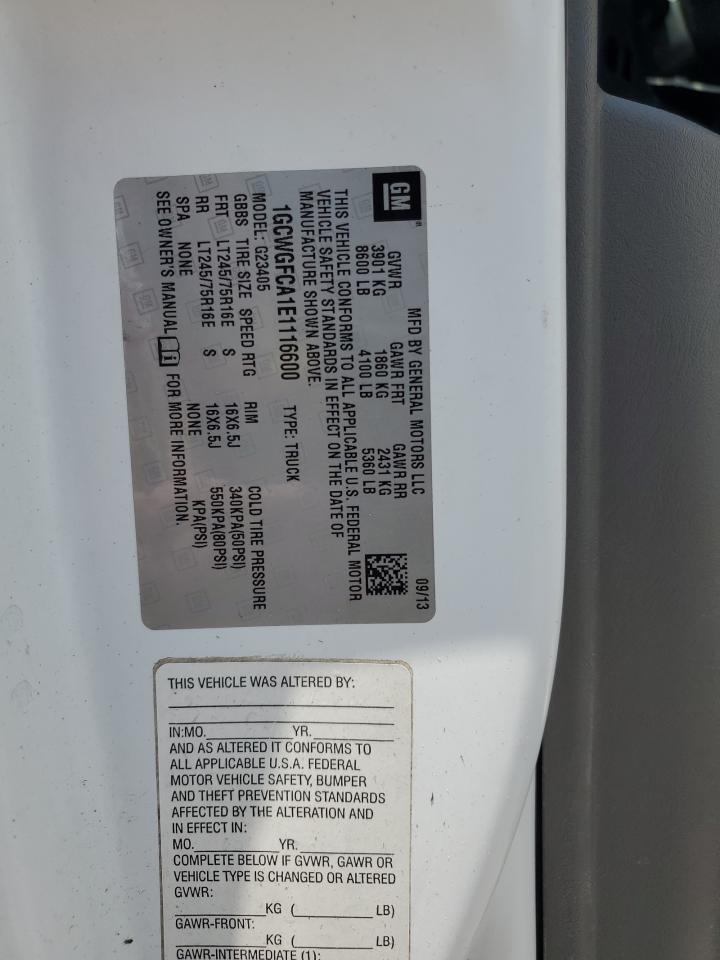 GM
MFD BY GENERAL MOTORS LLC 09/13
GVWR GAWR FRT GAWR RR
3901 KG 1860 KG 2431 KG
8600 LB 4100 LB 5360 LB
THIS VEHICLE CONFORMS TO ALL APPLICABLE U.S. FEDERAL MOTOR
VEHICLE SAFETY STANDARDS IN EFFECT ON THE DATE OF
MANUFACTURE SHOWN ABOVE.
1GCWGFCA1E1116600 TYPE: TRUCK
MODEL: G23405
GBBS TIRE SIZE SPEED RTG RIM COLD TIRE PRESSURE
FRT LT245/75R16E S 16X6.5J 340KPA(50PSI)
RR LT245/75R16E S 16X6.5J 550KPA(80PSI)
SPA NONE NONE KPA(PSI)
SEE OWNER'S MANUAL i FOR MORE INFORMATION.
THIS VEHICLE WAS ALTERED BY:
IN:MO. YR.
AND AS ALTERED IT CONFORMS TO
ALL APPLICABLE U.S.A. FEDERAL
MOTOR VEHICLE SAFETY, BUMPER
AND THEFT PREVENTION STANDARDS
AFFECTED BY THE ALTERATION AND
IN EFFECT IN:
MO. YR.
COMPLETE BELOW IF GVWR, GAWR OR
VEHICLE TYPE IS CHANGED OR ALTERED
GVWR:
KG ( LB)
GAWR-FRONT:
KG ( LB)
GAWR-INTERMEDIATE (1):